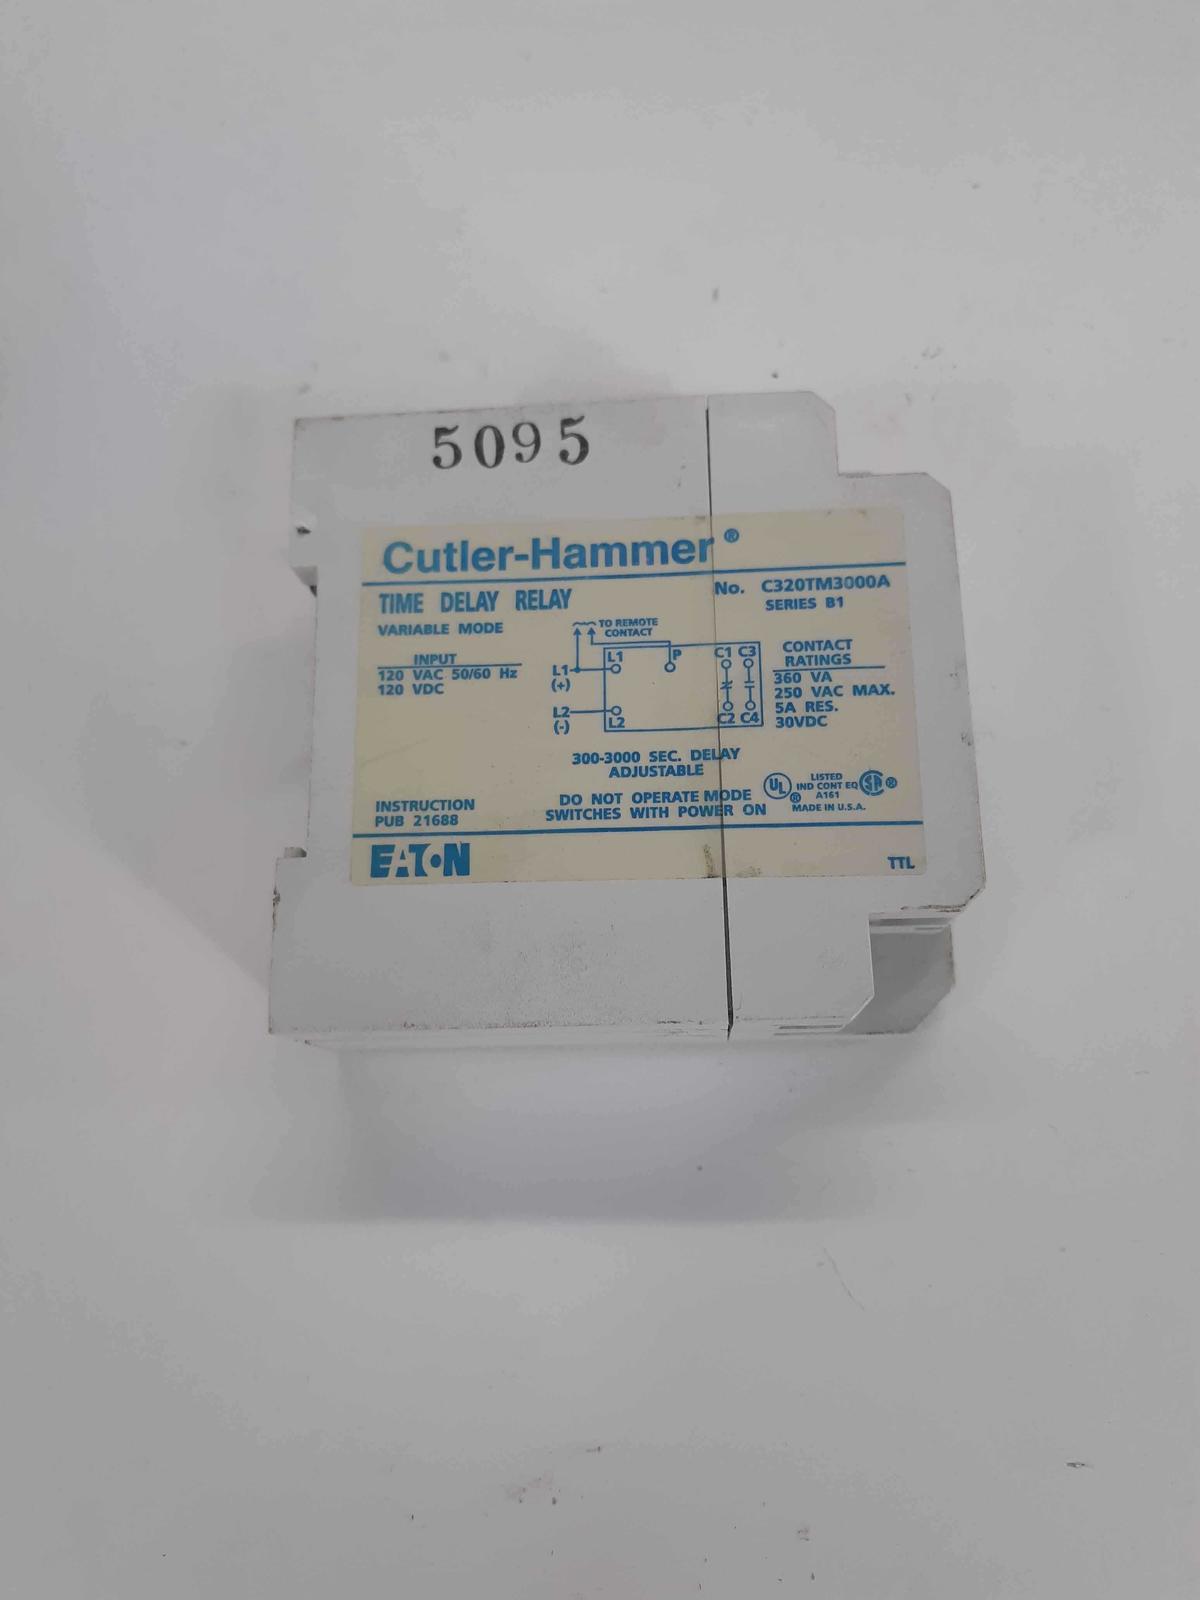 5095
Cutler-Hammer®
TIME DELAY RELAY
No. C320TM3000A
SERIES B1
VARIABLE MODE
INPUT
120 VAC 50/60 Hz
120 VDC
TO REMOTE
CONTACT
L1
(+)
L2
(-)
L1
P
C1 C3
L2
C2 C4
CONTACT
RATINGS
360 VA
250 VAC MAX.
5A RES.
30VDC
300-3000 SEC. DELAY
ADJUSTABLE
INSTRUCTION
PUB 21688
DO NOT OPERATE MODE
SWITCHES WITH POWER ON
UL®
LISTED
IND CONT EQ
A161
SA®
MADE IN U.S.A.
EATON
TTL